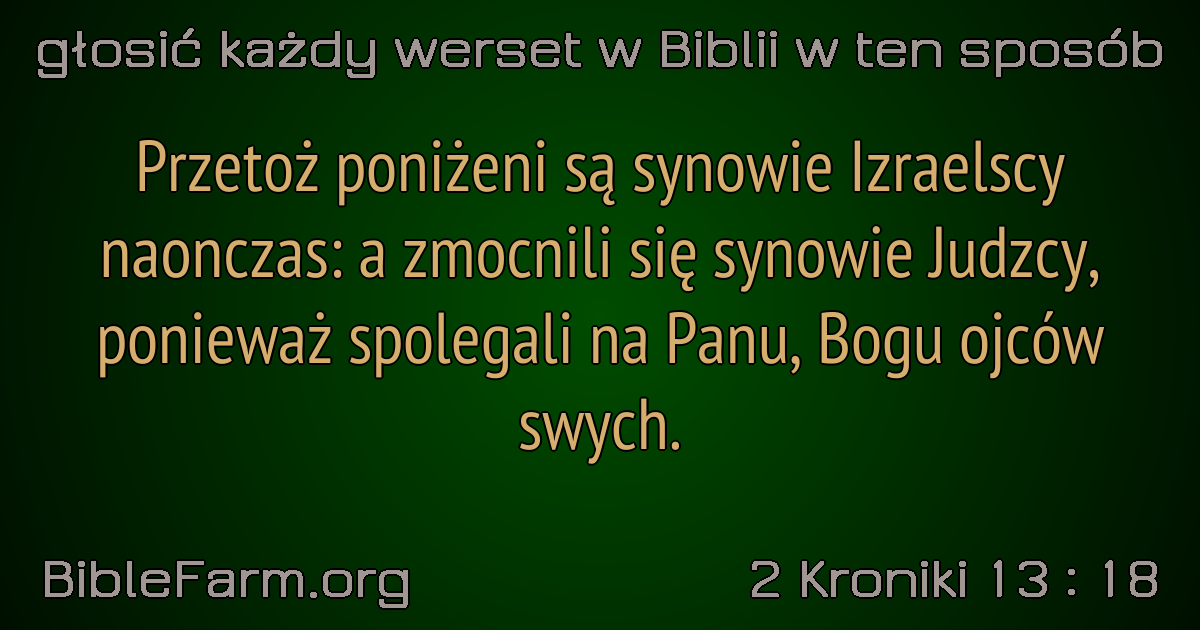 głosić każdy werset w Biblii w ten sposób
Przetoż poniżeni są synowie Izraelscy
naonczas: a zmocnili się synowie Judzcy,
ponieważ spolegali na Panu, Bogu ojców
swych.
BibleFarm.org
2 Kroniki 13 : 18